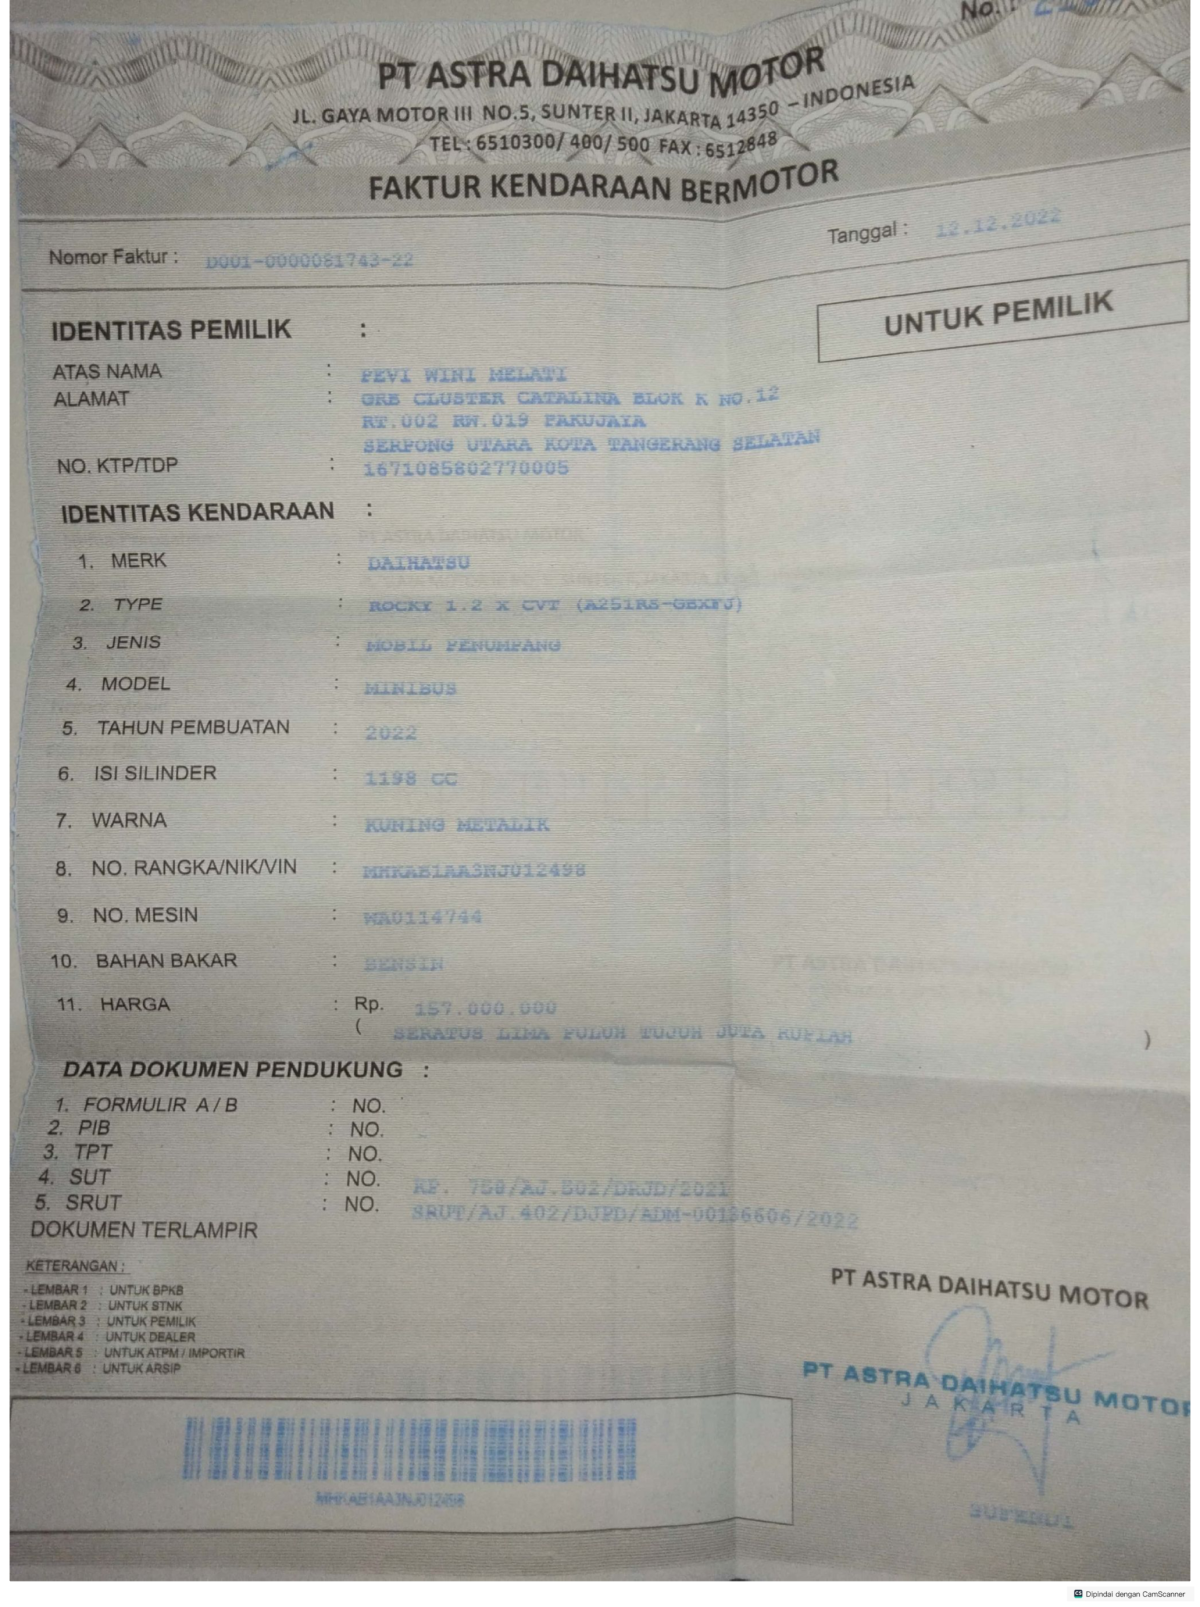 No.
PT ASTRA DAIHATSU MOTOR
JL. GAYA MOTOR III NO.5, SUNTER II, JAKARTA 14350 – INDONESIA
TEL : 6510300/ 400/ 500 FAX : 6512848
FAKTUR KENDARAAN BERMOTOR
Nomor Faktur : D001-0000081743-22
Tanggal : 12.12.2022
UNTUK PEMILIK
IDENTITAS PEMILIK :
ATAS NAMA : PEVI WINI MELATI
ALAMAT : GRB CLUSTER CATALINA BLOK K NO.12
RT.002 RW.019 PAKUJAYA
SERPONG UTARA KOTA TANGERANG SELATAN
NO. KTP/TDP : 1671085802770005
IDENTITAS KENDARAAN :
1. MERK : DAIHATSU
2. TYPE : ROCKY 1.2 X CVT (A251RS-GBXFJ)
3. JENIS : MOBIL PENUMPANG
4. MODEL : MINIBUS
5. TAHUN PEMBUATAN : 2022
6. ISI SILINDER : 1198 CC
7. WARNA : KUNING METALIK
8. NO. RANGKA/NIK/VIN : MHKAB1AA3NJ012498
9. NO. MESIN : WA0114744
10. BAHAN BAKAR : BENSIN
11. HARGA : Rp. 157.000.000
( SERATUS LIMA PULUH TUJUH JUTA RUPIAH )
DATA DOKUMEN PENDUKUNG :
1. FORMULIR A / B : NO.
2. PIB : NO.
3. TPT : NO.
4. SUT : NO. RP. 758/AJ.502/DRJD/2021
5. SRUT : NO. SRUT/AJ.402/DJPD/ADM-00136606/2022
DOKUMEN TERLAMPIR
KETERANGAN :
- LEMBAR 1 : UNTUK BPKB
- LEMBAR 2 : UNTUK STNK
- LEMBAR 3 : UNTUK PEMILIK
- LEMBAR 4 : UNTUK DEALER
- LEMBAR 5 : UNTUK ATPM / IMPORTIR
- LEMBAR 6 : UNTUK ARSIP
PT ASTRA DAIHATSU MOTOR
PT ASTRA DAIHATSU MOTOR
JAKARTA
MHKAB1AA3NJ012498
Dipindai dengan CamScanner